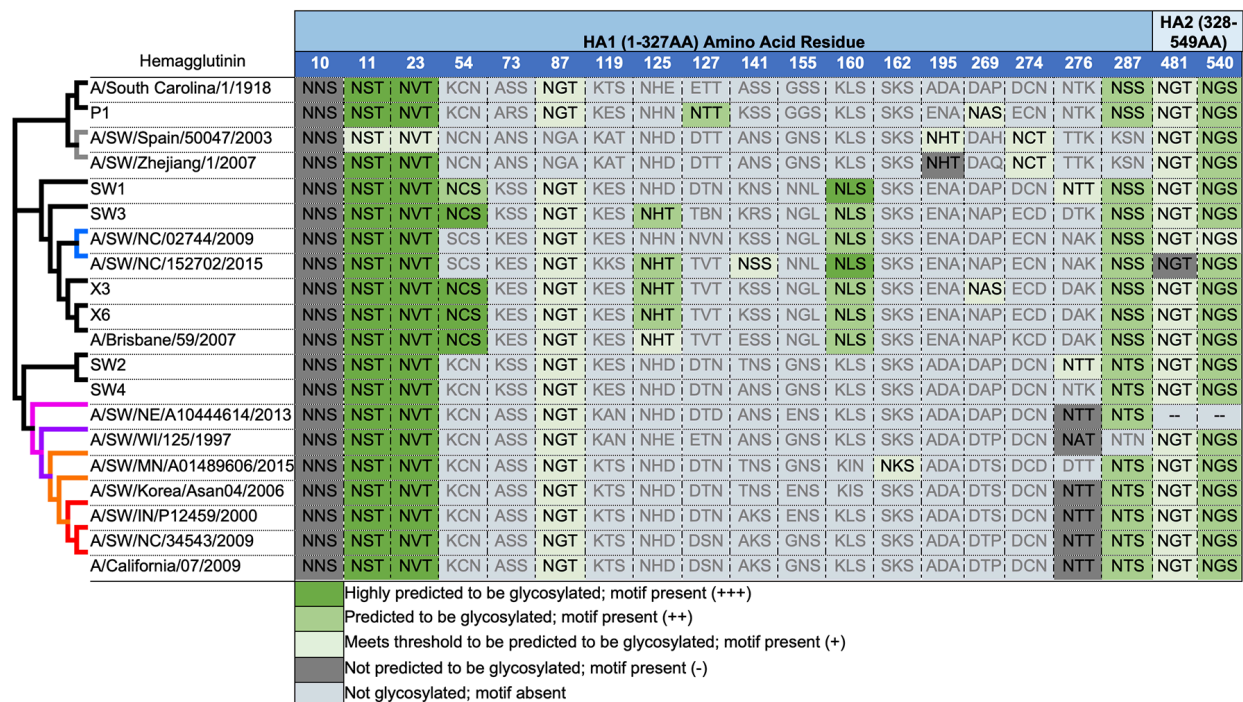 HA1 (1-327AA) Amino Acid Residue HA2 (328-549AA)
Hemagglutinin 10 11 23 54 73 87 119 125 127 141 155 160 162 195 269 274 276 287 481 540
A/South Carolina/1/1918 NNS NST NVT KCN ASS NGT KTS NHE ETT ASS GSS KLS SKS ADA DAP DCN NTK NSS NGT NGS
P1 NNS NST NVT KCN ARS NGT KES NHN NTT KSS GGS KLS SKS ENA NAS ECN NTK NSS NGT NGS
A/SW/Spain/50047/2003 NNS NST NVT NCN ANS NGA KAT NHD DTT ANS GNS KLS SKS NHT DAH NCT TTK KSN NGT NGS
A/SW/Zhejiang/1/2007 NNS NST NVT NCN ANS NGA KAT NHD DTT ANS GNS KLS SKS NHT DAQ NCT TTK KSN NGT NGS
SW1 NNS NST NVT NCS KSS NGT KES NHD DTN KNS NNL NLS SKS ENA DAP DCN NTT NSS NGT NGS
SW3 NNS NST NVT NCS KSS NGT KES NHT TBN KRS NGL NLS SKS ENA NAP ECD DTK NSS NGT NGS
A/SW/NC/02744/2009 NNS NST NVT SCS KES NGT KES NHN NVN KSS NGL NLS SKS ENA DAP ECN NAK NSS NGT NGS
A/SW/NC/152702/2015 NNS NST NVT SCS KES NGT KKS NHT TVT NSS NNL NLS SKS ENA NAP ECN NAK NSS NGT NGS
X3 NNS NST NVT NCS KES NGT KES NHT TVT KSS NGL NLS SKS ENA NAS ECD DAK NSS NGT NGS
X6 NNS NST NVT NCS KES NGT KES NHT TVT KSS NGL NLS SKS ENA NAP ECD DAK NSS NGT NGS
A/Brisbane/59/2007 NNS NST NVT NCS KES NGT KES NHT TVT ESS NGL NLS SKS ENA NAP KCD DAK NSS NGT NGS
SW2 NNS NST NVT KCN KSS NGT KES NHD DTN TNS GNS KLS SKS ADA DAP DCN NTT NTS NGT NGS
SW4 NNS NST NVT KCN KSS NGT KES NHD DTN ANS GNS KLS SKS ADA DAP DCN NTK NTS NGT NGS
A/SW/NE/A10444614/2013 NNS NST NVT KCN ASS NGT KAN NHD DTD ANS ENS KLS SKS ADA DAP DCN NTT NTS -- --
A/SW/WI/125/1997 NNS NST NVT KCN ASS NGT KAN NHE ETN ANS GNS KLS SKS ADA DTP DCN NAT NTN NGT NGS
A/SW/MN/A01489606/2015 NNS NST NVT KCN ASS NGT KTS NHD DTN TNS GNS KIN NKS ADA DTS DCD DTT NTS NGT NGS
A/SW/Korea/Asan04/2006 NNS NST NVT KCN ASS NGT KTS NHD DTN TNS ENS KIS SKS ADA DTS DCN NTT NTS NGT NGS
A/SW/IN/P12459/2000 NNS NST NVT KCN ASS NGT KTS NHD DTN AKS ENS KLS SKS ADA DTS DCN NTT NTS NGT NGS
A/SW/NC/34543/2009 NNS NST NVT KCN ASS NGT KTS NHD DSN AKS GNS KLS SKS ADA DTP DCN NTT NTS NGT NGS
A/California/07/2009 NNS NST NVT KCN ASS NGT KTS NHD DSN AKS GNS KLS SKS ADA DTP DCN NTT NTS NGT NGS
Highly predicted to be glycosylated; motif present (+++)
Predicted to be glycosylated; motif present (++)
Meets threshold to be predicted to be glycosylated; motif present (+)
Not predicted to be glycosylated; motif present (-)
Not glycosylated; motif absent